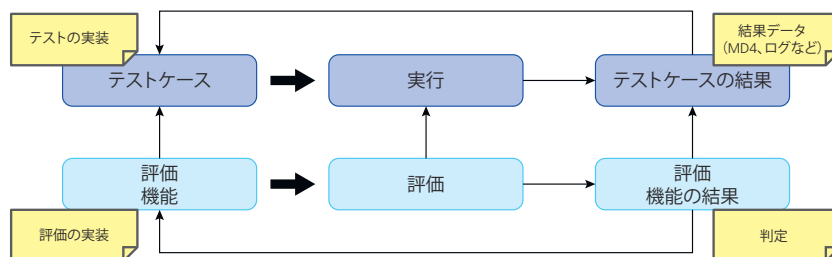 テストの実装
結果データ
（MD4、ログなど）
テストケース
実行
テストケースの結果
評価
機能
評価
評価
機能の結果
評価の実装
判定